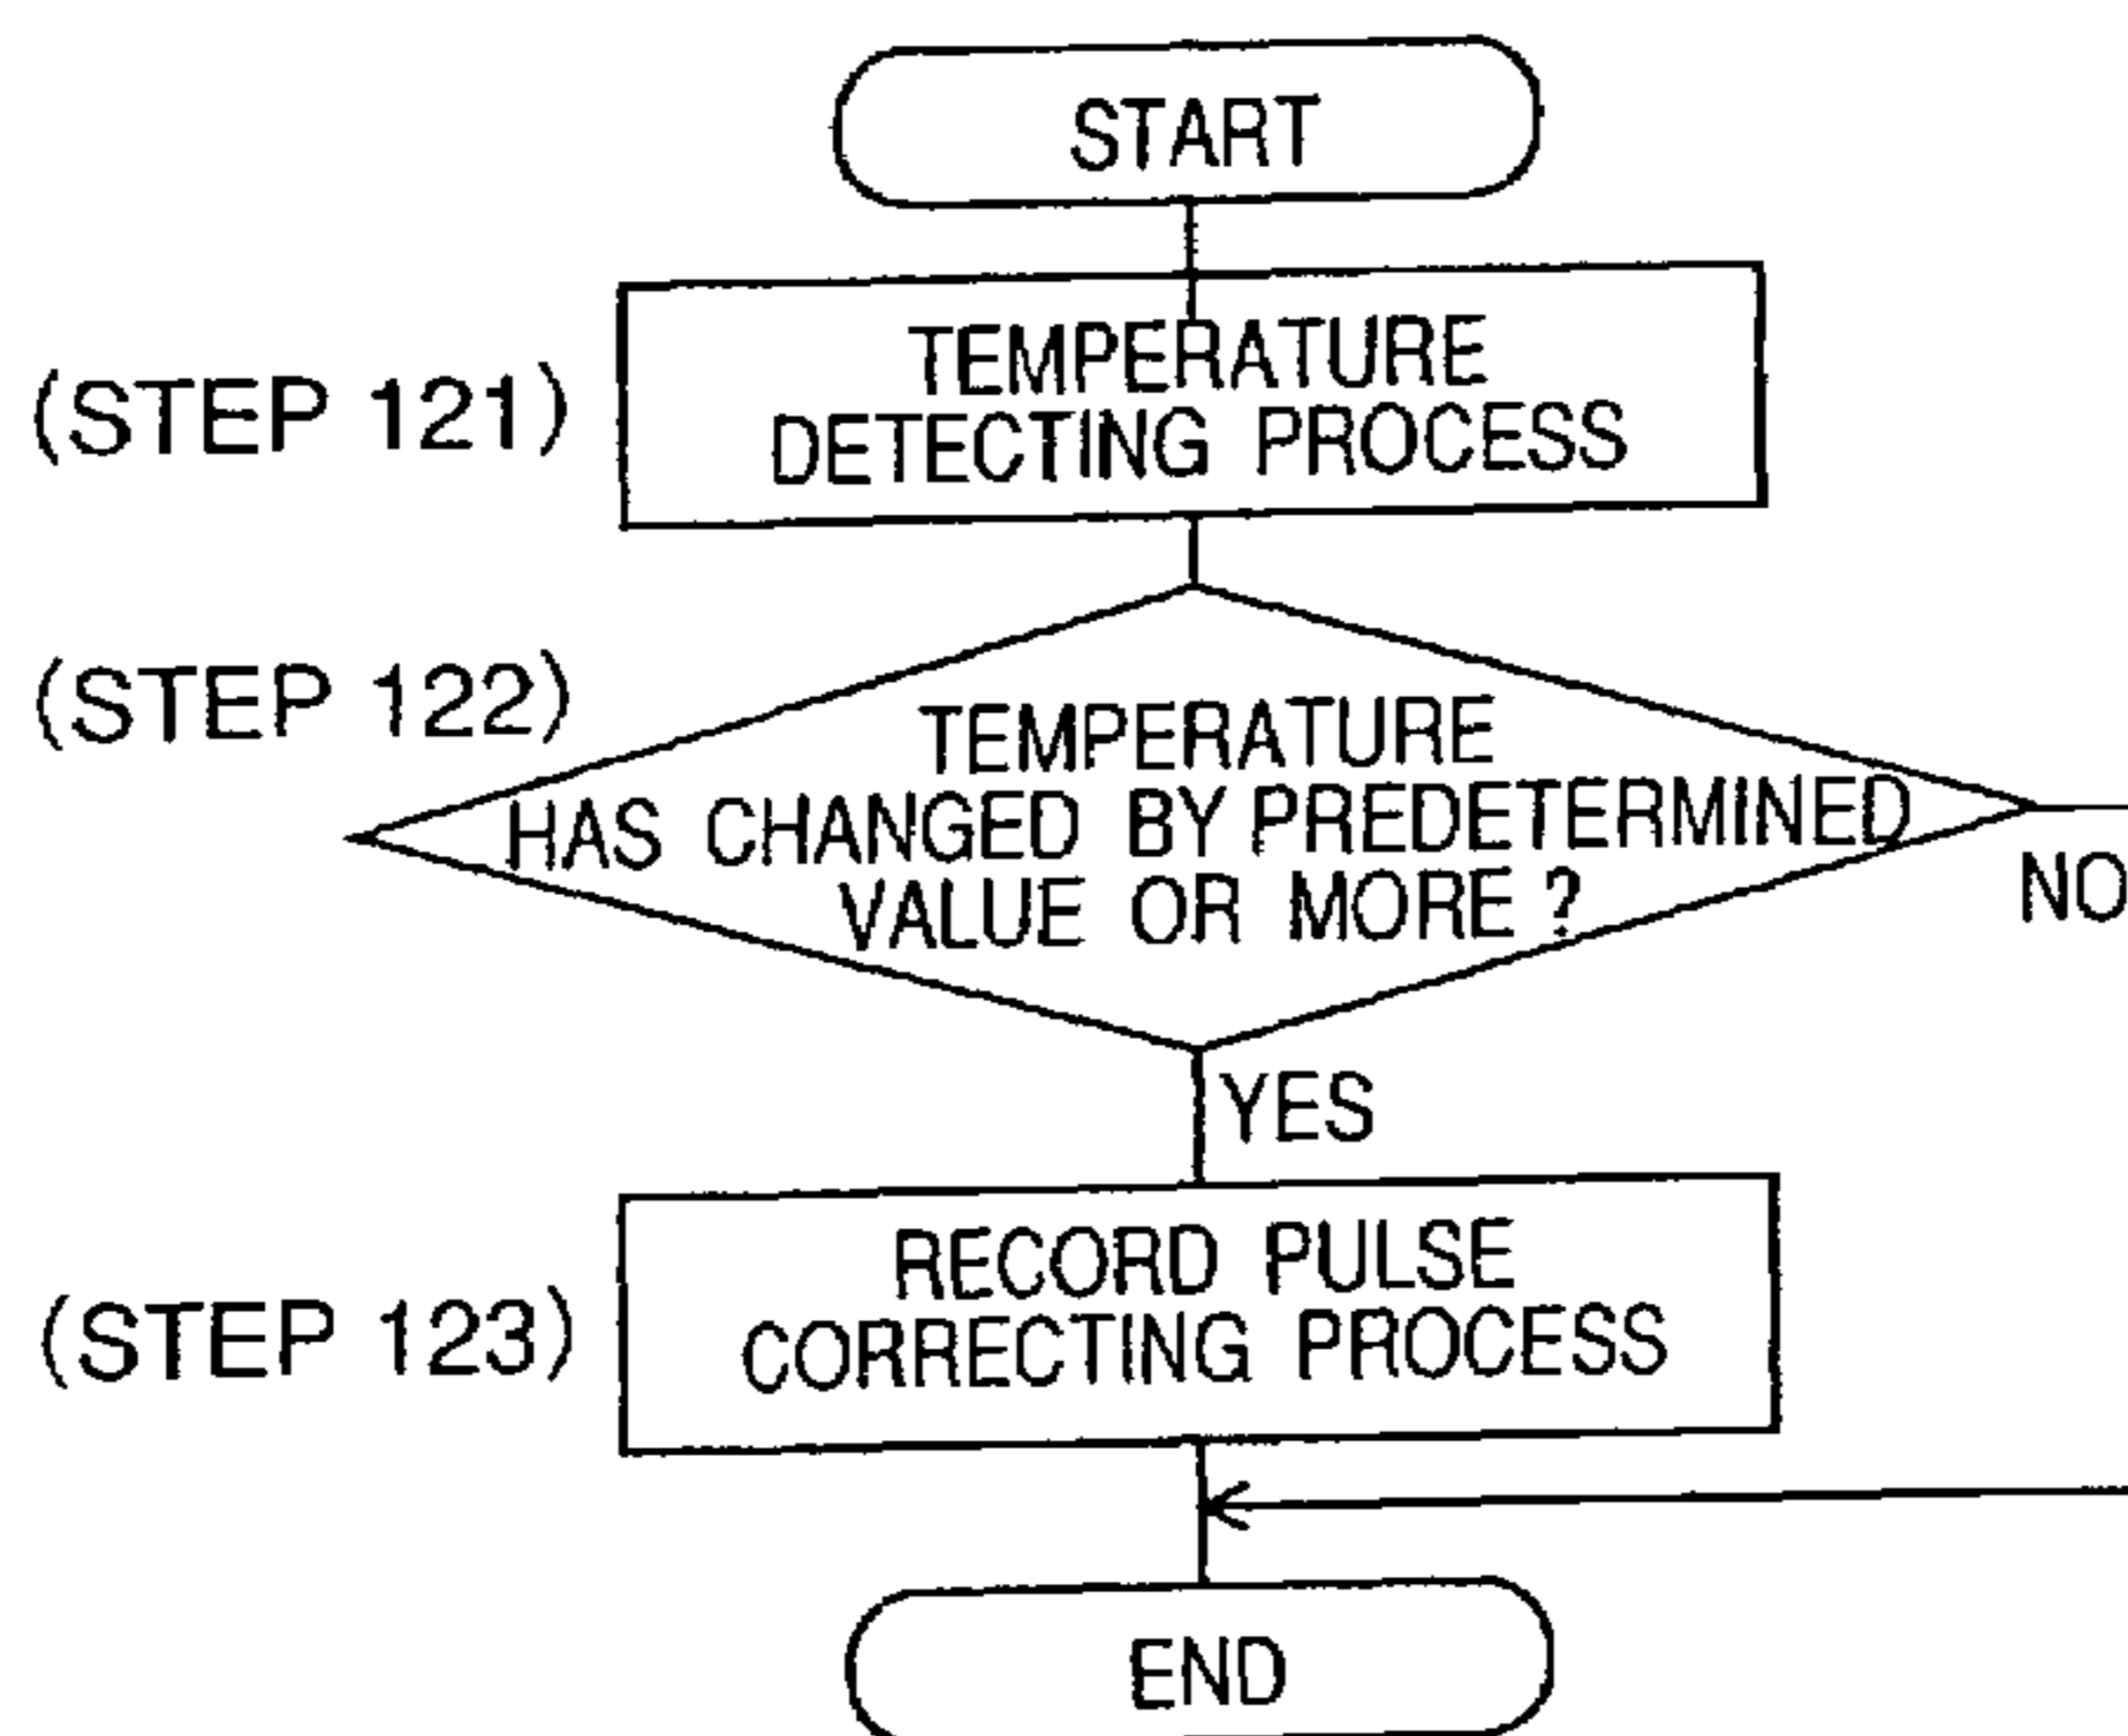 START
(STEP 121)
TEMPERATURE
DETECTING PROCESS
(STEP 122)
TEMPERATURE
HAS CHANGED BY PREDETERMINED
VALUE OR MORE ?
NO
YES
(STEP 123)
RECORD PULSE
CORRECTING PROCESS
END